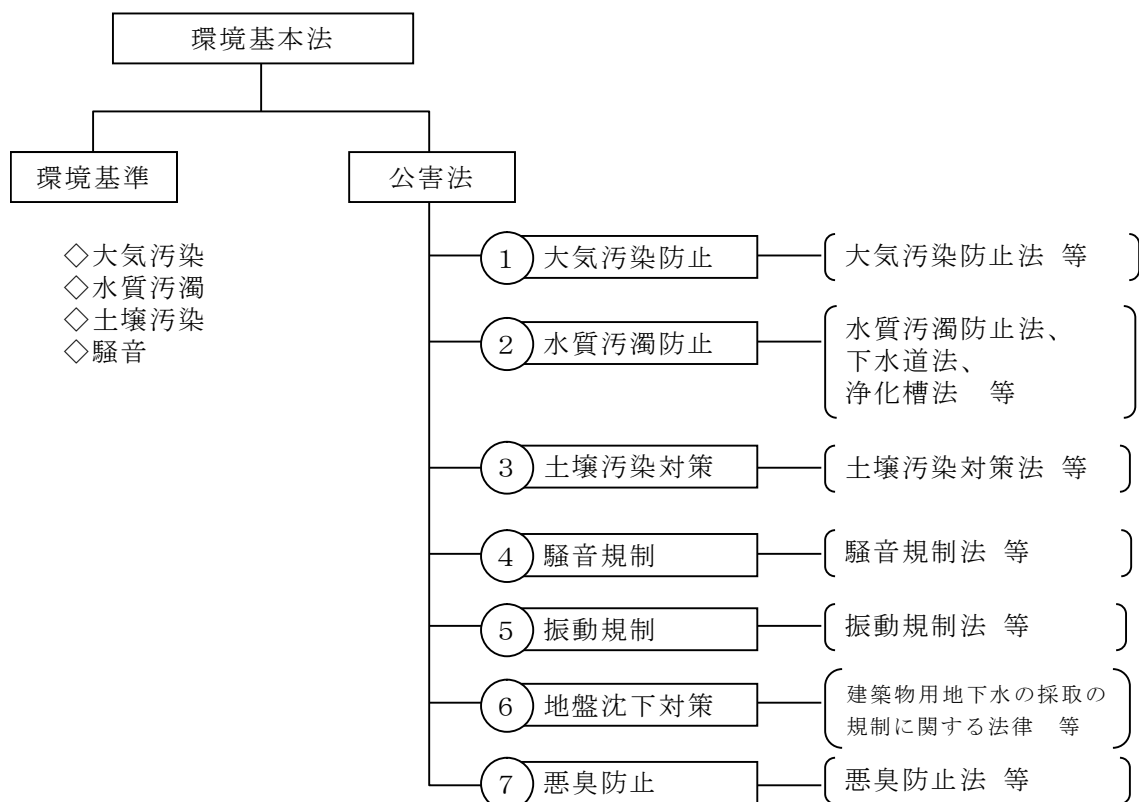 環境基本法
環境基準
公害法
◇大気汚染
◇水質汚濁
◇土壌汚染
◇騒音
1 大気汚染防止 大気汚染防止法 等
2 水質汚濁防止 水質汚濁防止法、
下水道法、
浄化槽法 等
3 土壌汚染対策 土壌汚染対策法 等
4 騒音規制 騒音規制法 等
5 振動規制 振動規制法 等
6 地盤沈下対策 建築物用地下水の採取の
規制に関する法律 等
7 悪臭防止 悪臭防止法 等